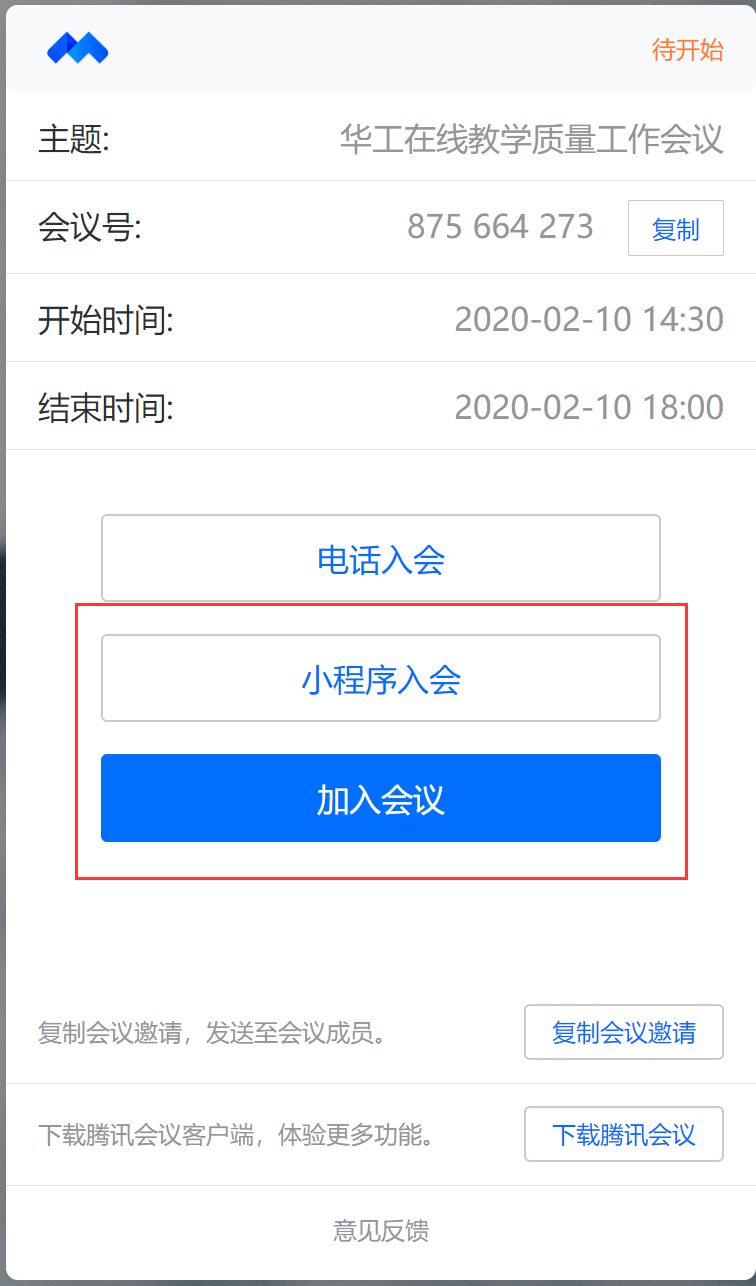 待开始
主题: 华工在线教学质量工作会议
会议号: 875 664 273 复制
开始时间: 2020-02-10 14:30
结束时间: 2020-02-10 18:00
电话入会
小程序入会
加入会议
复制会议邀请，发送至会议成员。 复制会议邀请
下载腾讯会议客户端，体验更多功能。 下载腾讯会议
意见反馈